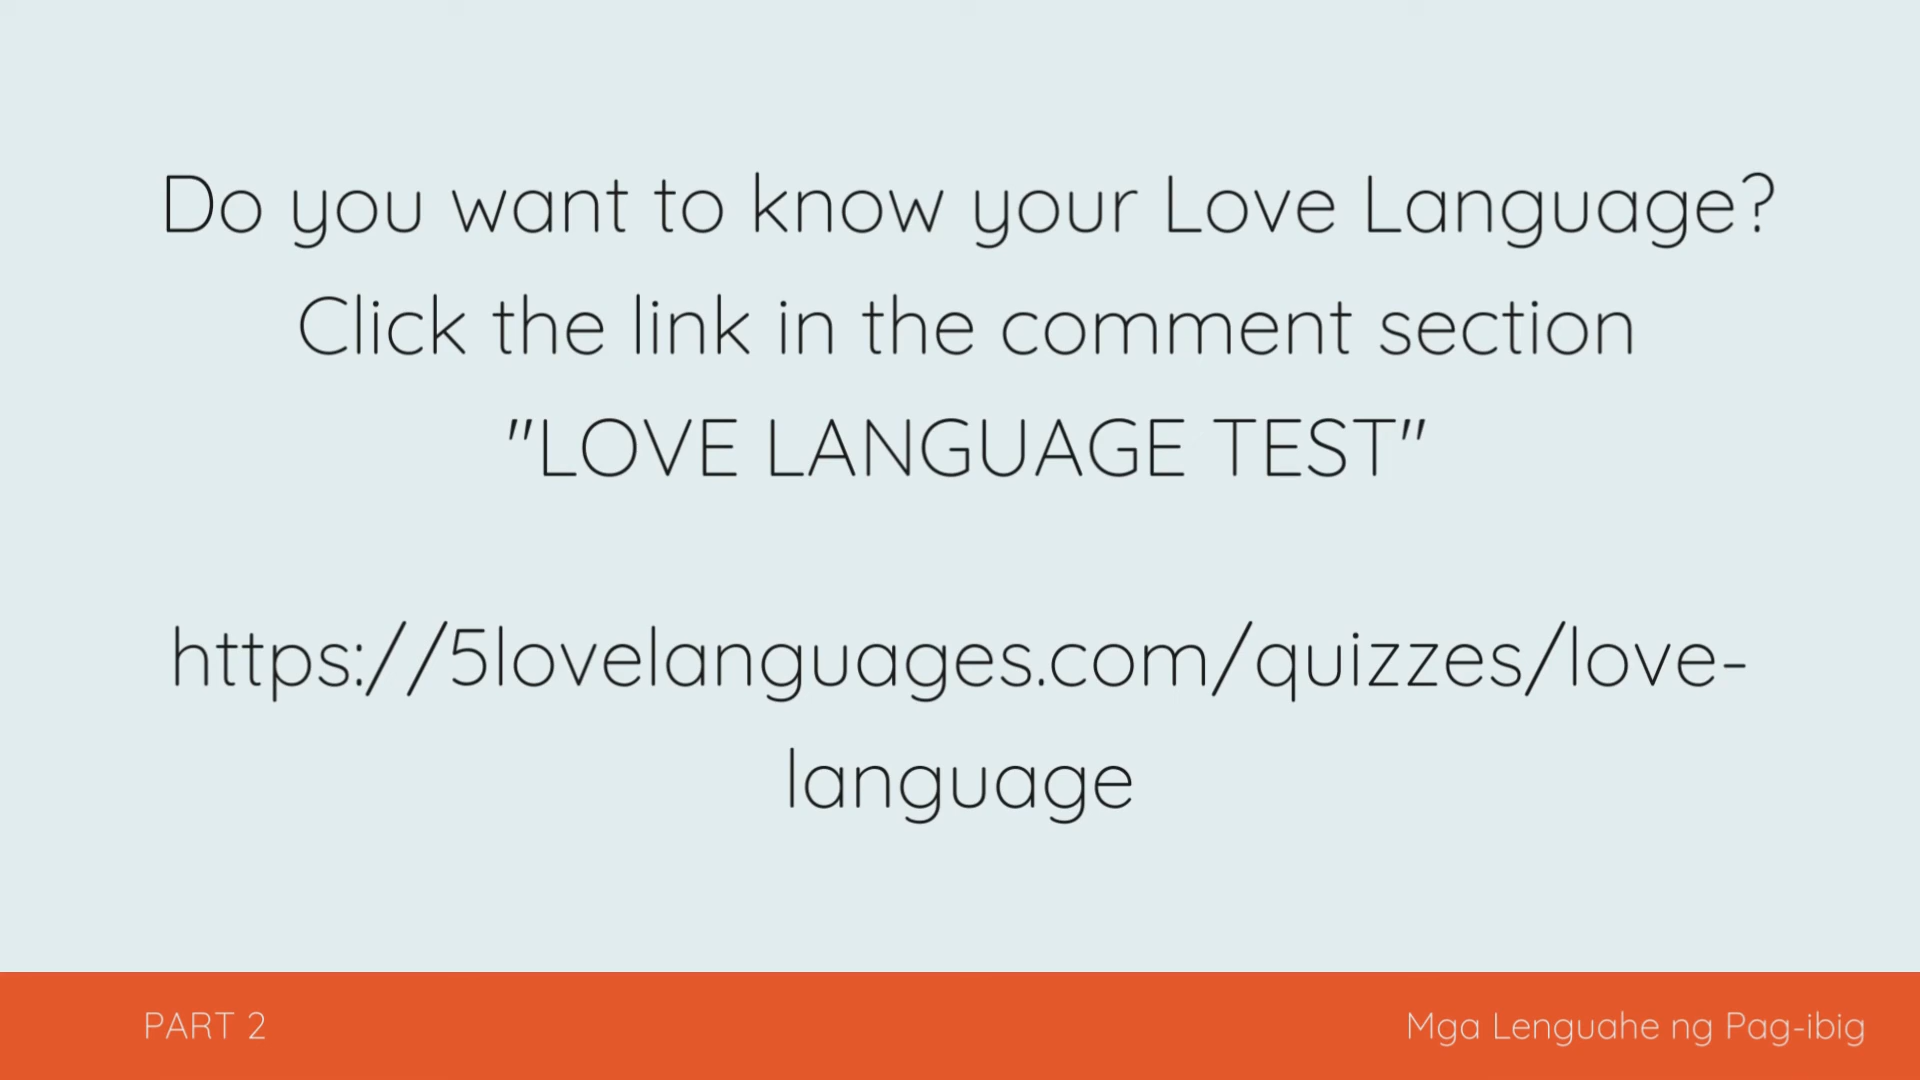 Do you want to know your Love Language?
Click the link in the comment section
"LOVE LANGUAGE TEST"
https://5lovelanguages.com/quizzes/love-
language
PART 2
Mga Lenguahe ng Pag-ibig